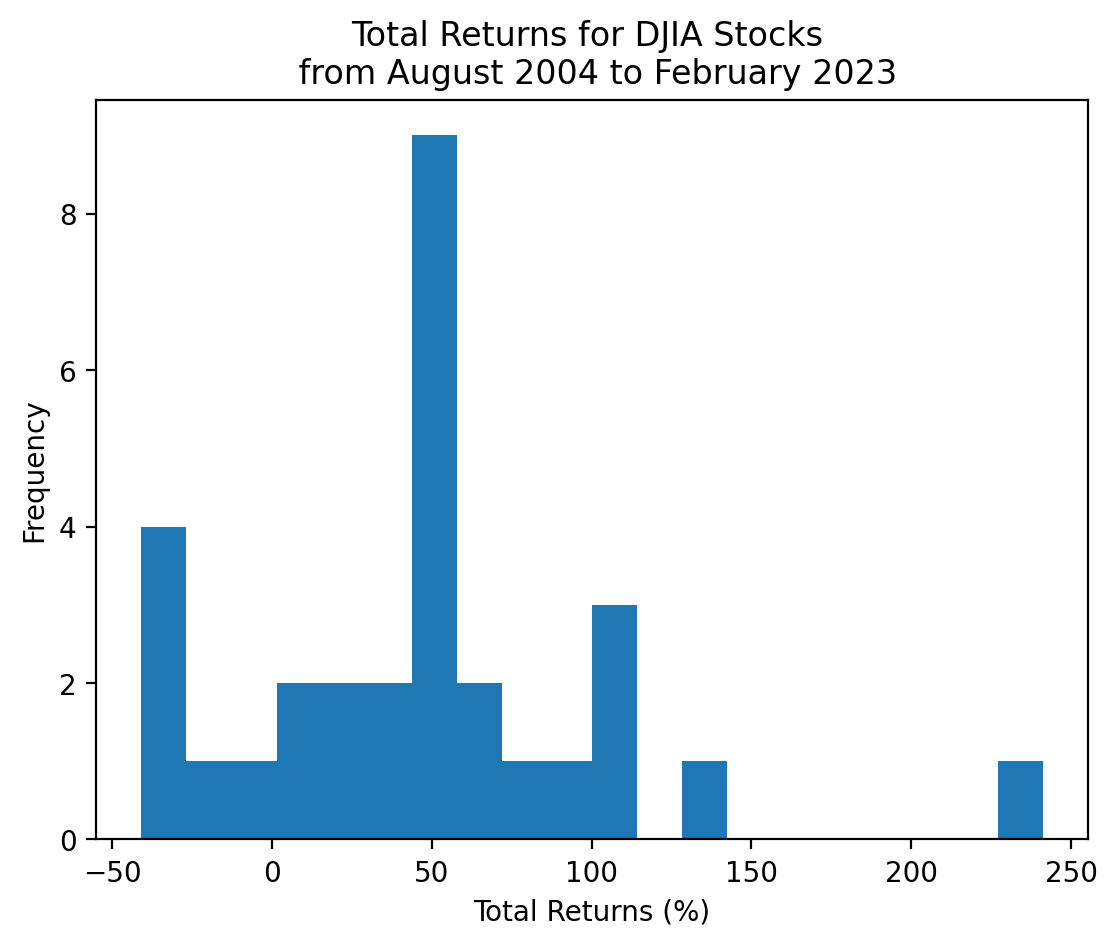 Total Returns for DJIA Stocks
from August 2004 to February 2023
8
6
4
2
0
Frequency
−50 0 50 100 150 200 250
Total Returns (%)